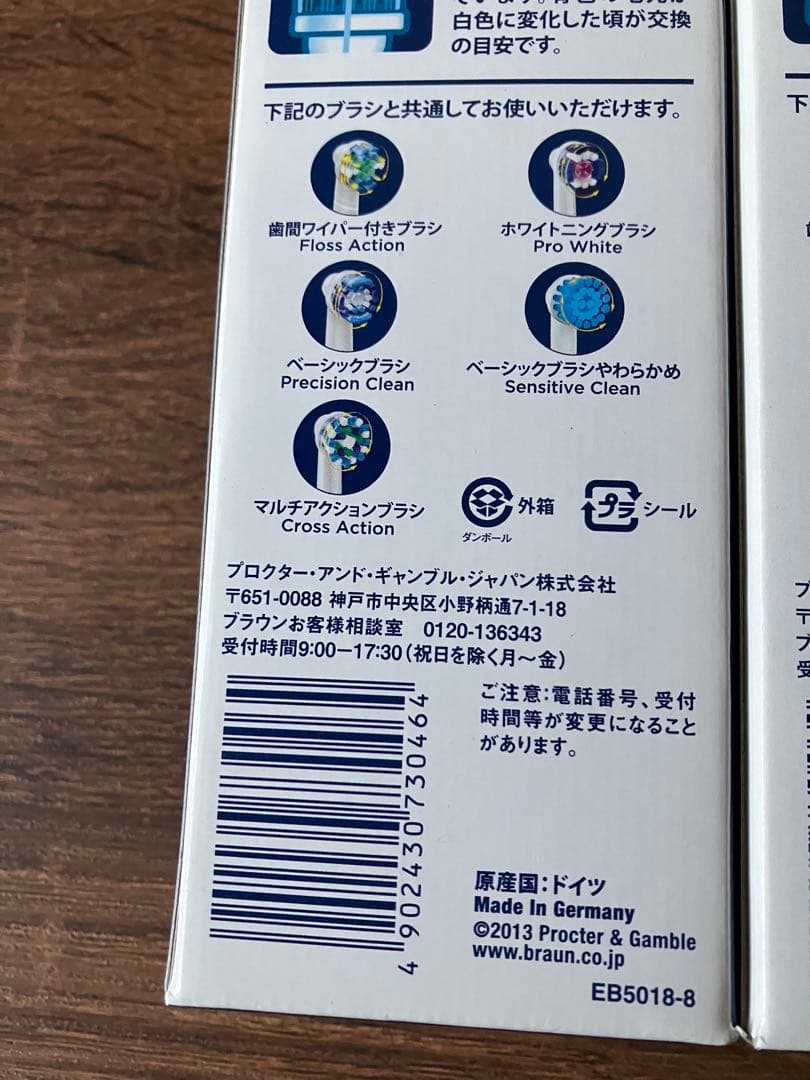 白色に変化した頃が交換
の目安です。
下記のブラシと共通してお使いいただけます。
歯間ワイパー付きブラシ
Floss Action
ホワイトニングブラシ
Pro White
ベーシックブラシ
Precision Clean
ベーシックブラシやわらかめ
Sensitive Clean
マルチアクションブラシ
Cross Action
ダンボール
外箱
プラ
シール
プロクター・アンド・ギャンブル・ジャパン株式会社
〒651-0088 神戸市中央区小野柄通7-1-18
ブラウンお客様相談室 0120-136343
受付時間9:00ー17:30(祝日を除く月〜金)
4 902430 730464
ご注意:電話番号、受付
時間等が変更になること
があります。
原産国:ドイツ
Made In Germany
©2013 Procter & Gamble
www.braun.co.jp
EB5018-8
下